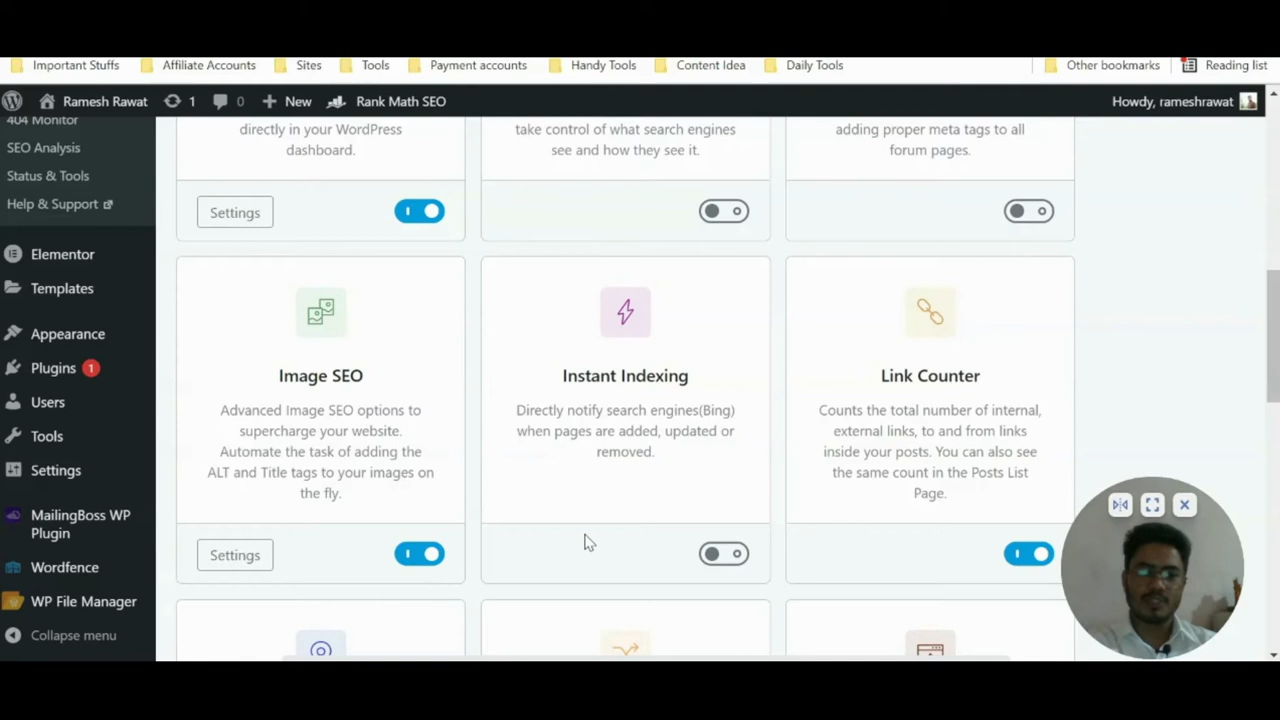 Important Stuffs Affiliate Accounts Sites Tools Payment accounts Handy Tools Content Idea Daily Tools Other bookmarks Reading list
Ramesh Rawat 1 0 New Rank Math SEO Howdy, rameshrawat
404 Monitor
SEO Analysis
Status & Tools
Help & Support
Elementor
Templates
Appearance
Plugins 1
Users
Tools
Settings
MailingBoss WP
Plugin
Wordfence
WP File Manager
Collapse menu
directly in your WordPress
dashboard.
Settings
take control of what search engines
see and how they see it.
adding proper meta tags to all
forum pages.
Image SEO
Advanced Image SEO options to
supercharge your website.
Automate the task of adding the
ALT and Title tags to your images on
the fly.
Settings
Instant Indexing
Directly notify search engines(Bing)
when pages are added, updated or
removed.
Link Counter
Counts the total number of internal,
external links, to and from links
inside your posts. You can also see
the same count in the Posts List
Page.